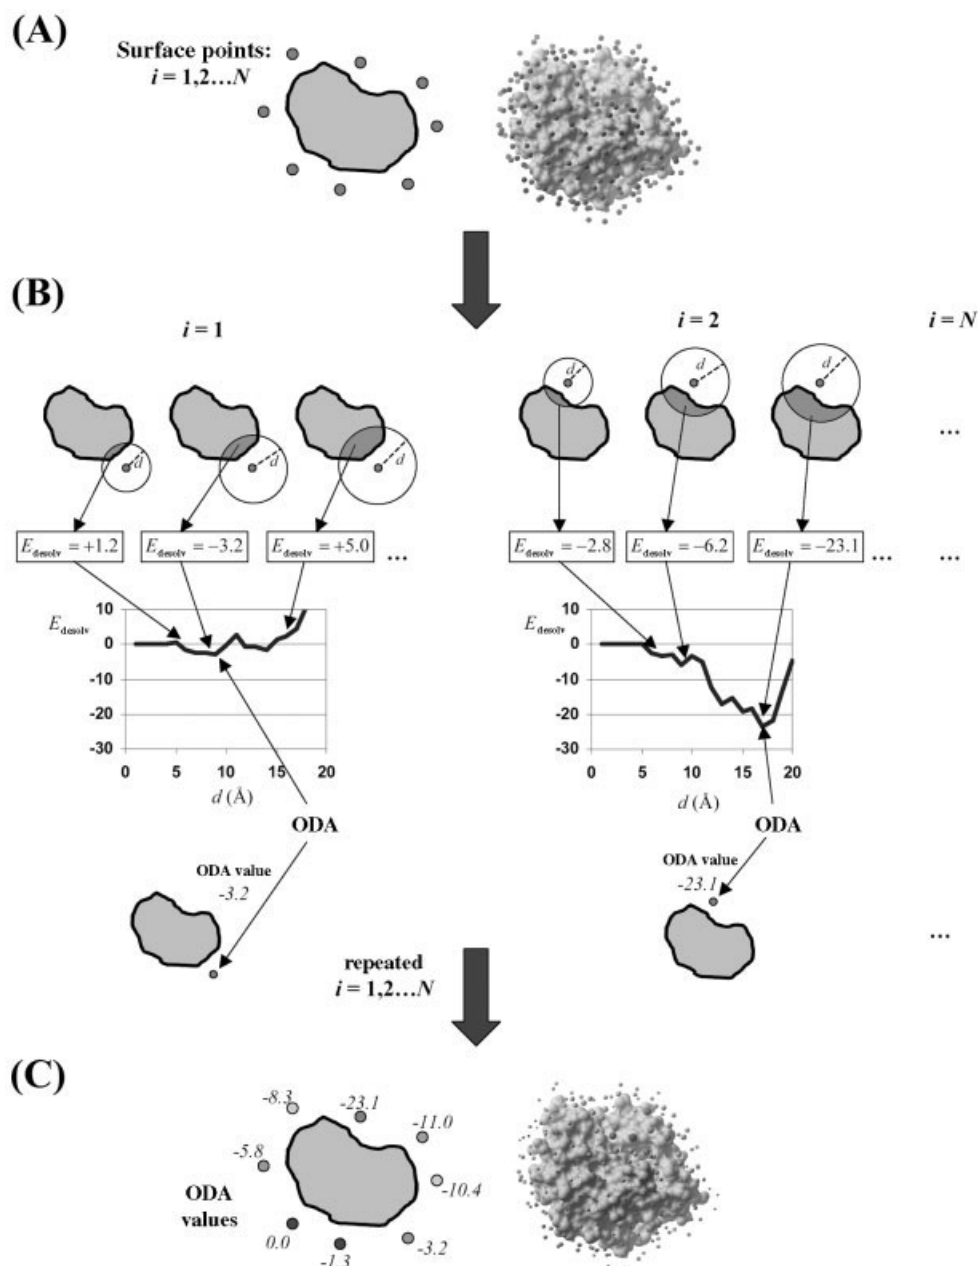 (A)
Surface points:
i = 1,2...N
(B)
i = 1
i = 2
i = N
d
d
d
d
d
d
...
E_desolv = +1.2
E_desolv = −3.2
E_desolv = +5.0
...
E_desolv = −2.8
E_desolv = −6.2
E_desolv = −23.1
...
...
E_desolv
10
0
-10
-20
-30
0
5
10
15
20
d (Å)
E_desolv
10
0
-10
-20
-30
0
5
10
15
20
d (Å)
ODA
ODA
ODA value
-3.2
ODA value
-23.1
...
repeated
i = 1,2...N
(C)
-8.3
-23.1
-11.0
-5.8
-10.4
ODA
values
0.0
-1.3
-3.2